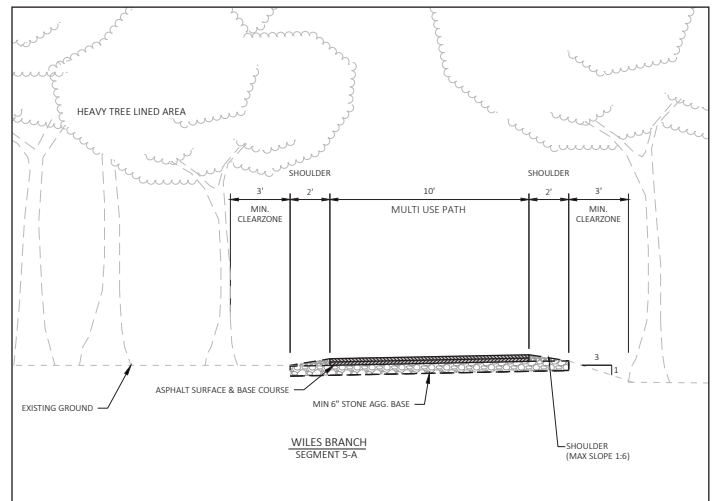 HEAVY TREE LINED AREA
SHOULDER
SHOULDER
3'
2'
10'
2'
3'
MIN.
CLEARZONE
MULTI USE PATH
MIN.
CLEARZONE
3
1
ASPHALT SURFACE & BASE COURSE
MIN 6" STONE AGG. BASE
EXISTING GROUND
WILES BRANCH
SEGMENT 5-A
SHOULDER
(MAX SLOPE 1:6)